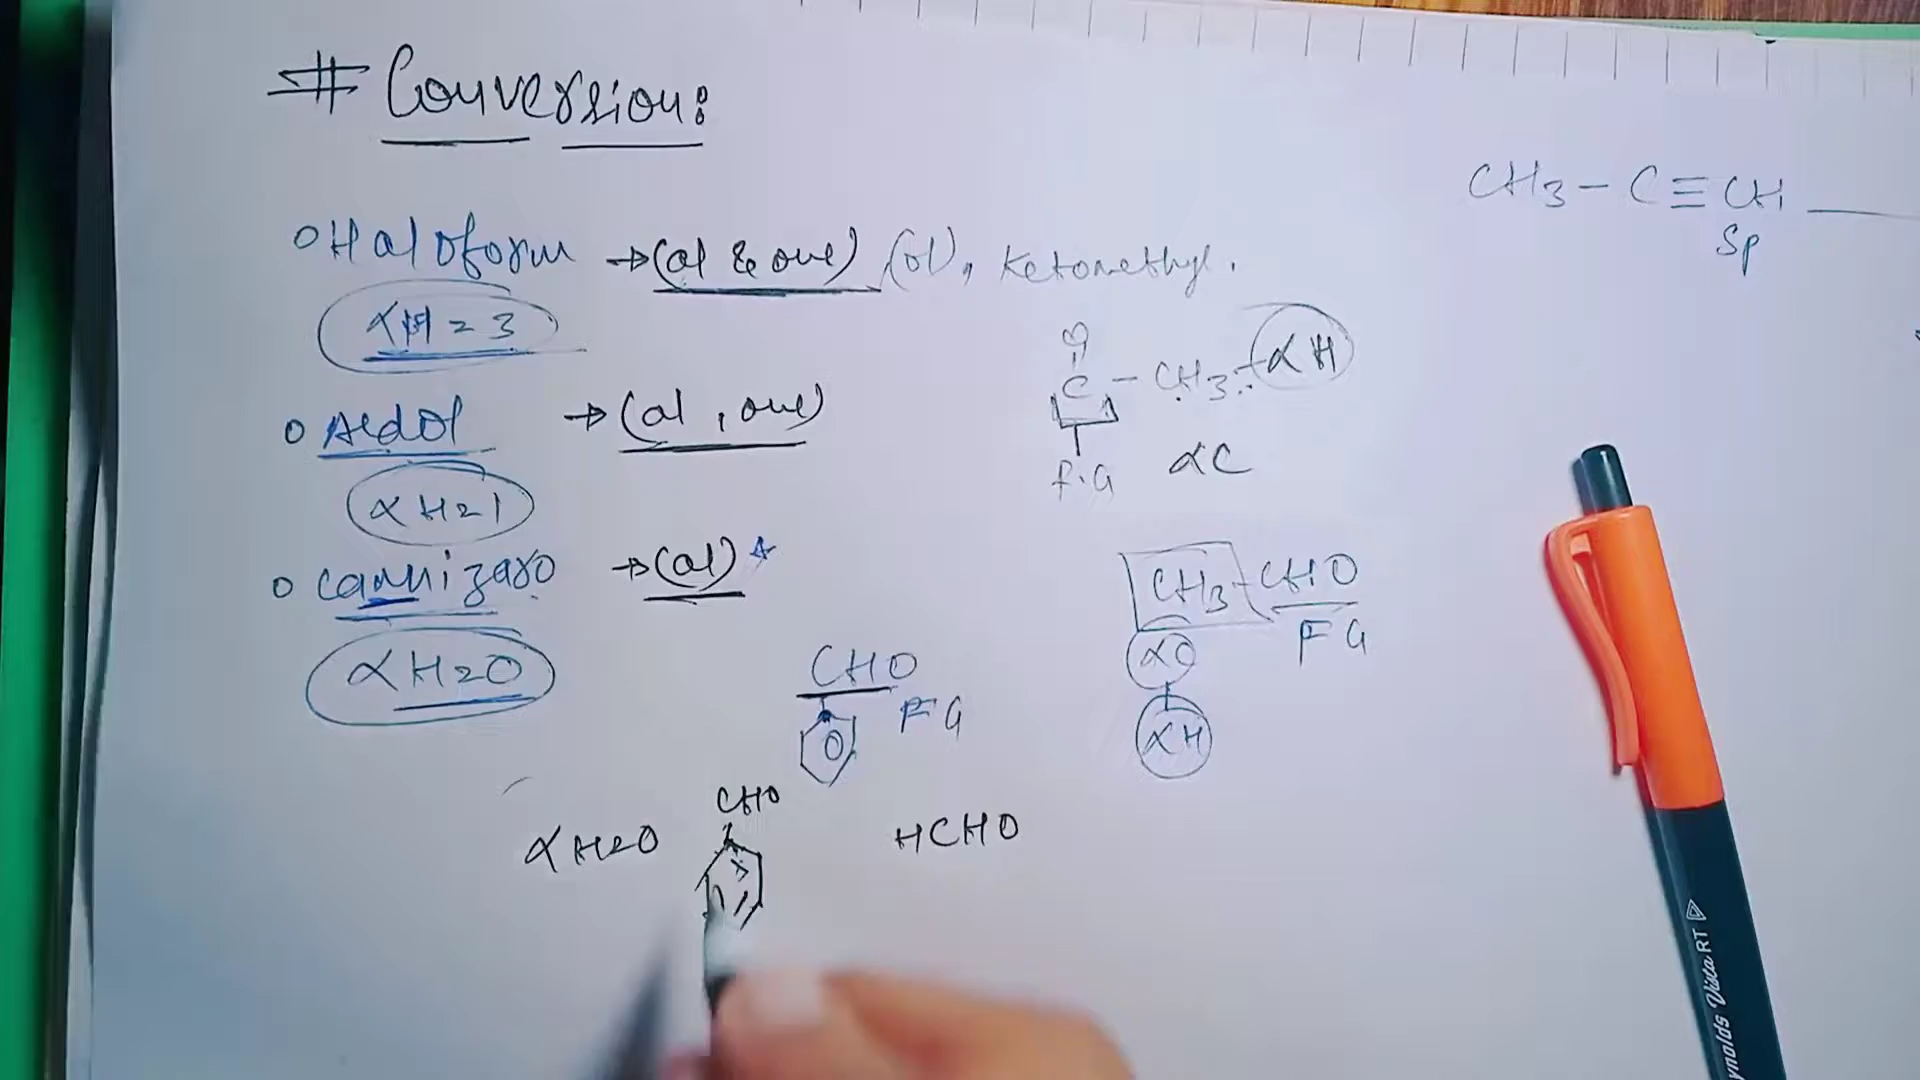 # Conversion:
CH3 - C ≡ CH
Sp
o Haloform → (al & one) (ol), Ketomethyl.
αH = 3
O
C - CH3 - αH
F.G αC
o Aldol → (al, one)
αH=1
o Cannizaro → (al) ☆
αH=0
CH3-CHO
αC FG
αH
CHO
FG
CHO
αH=0 HCHO
Reynolds Vista RT